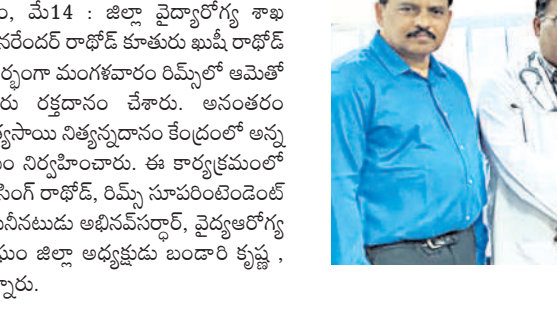 మే14 : జిల్లా వైద్యారోగ్య శాఖ
నరేందర్ రాథోడ్ కూతురు ఖుషీ రాథోడ్
మంగళవారం రిమ్స్‌లో ఆమెతో
రక్తదానం చేశారు. అనంతరం
నిత్యన్నదానం కేంద్రంలో అన్న
నిర్వహించారు. ఈ కార్యక్రమంలో
రాథోడ్, రిమ్స్ సూపరింటెండెంట్
అభినవ్‌సర్ధార్, వైద్యఆరోగ్య
జిల్లా అధ్యక్షుడు బండారి కృష్ణ ,